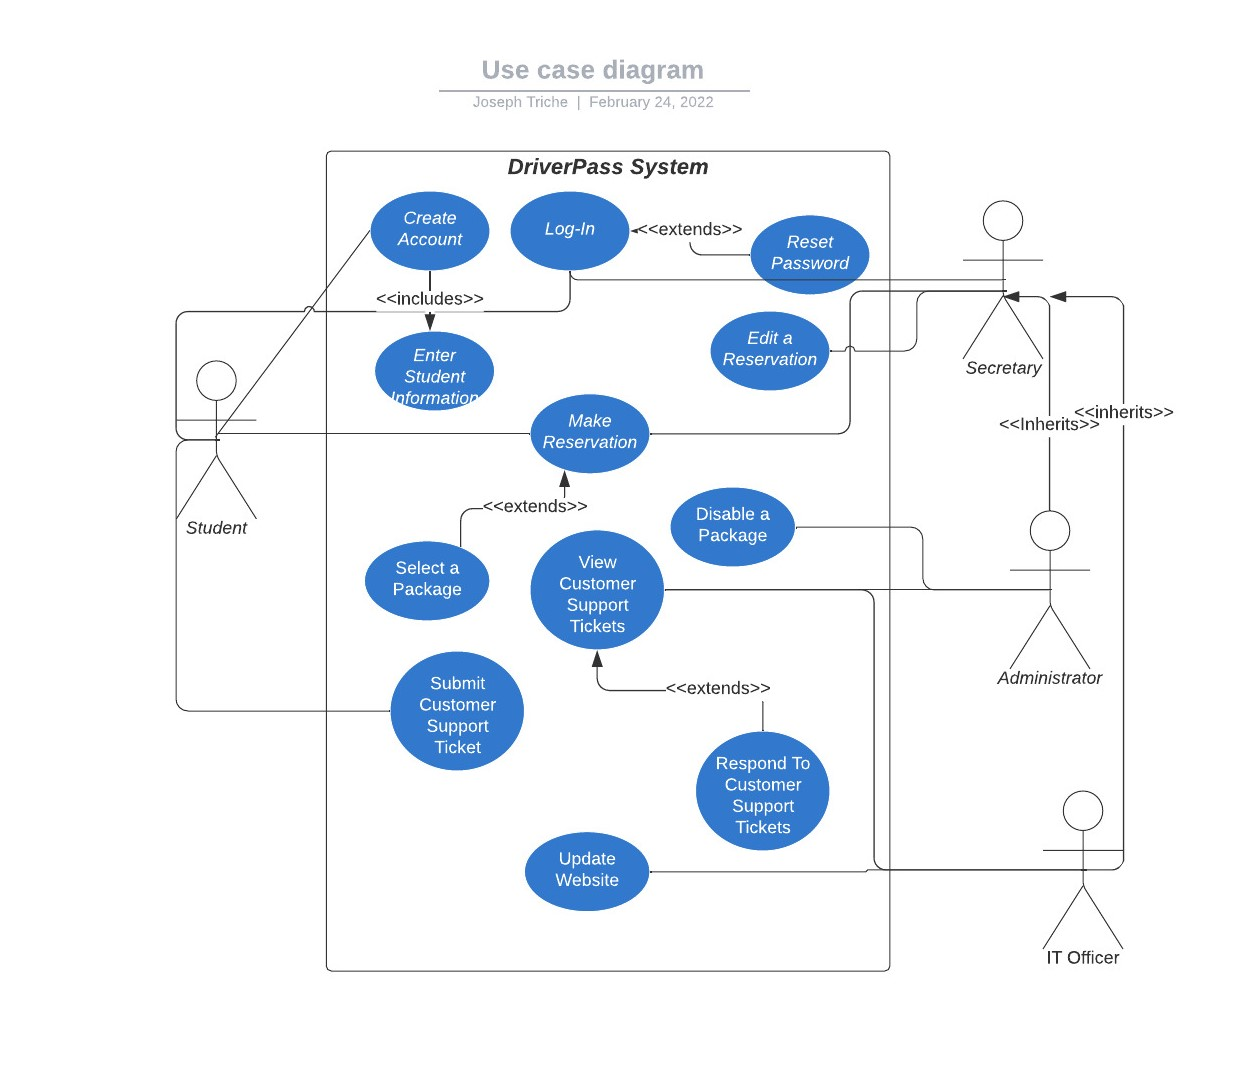 Use case diagram
Joseph Triche | February 24, 2022
DriverPass System
Create
Account
Log-In
<<extends>>
Reset
Password
<<includes>>
Enter
Student
Information
Edit a
Reservation
Secretary
Make
Reservation
<<inherits>>
<<Inherits>>
Student
<<extends>>
Disable a
Package
Select a
Package
View
Customer
Support
Tickets
Administrator
Submit
Customer
Support
Ticket
<<extends>>
Respond To
Customer
Support
Tickets
Update
Website
IT Officer